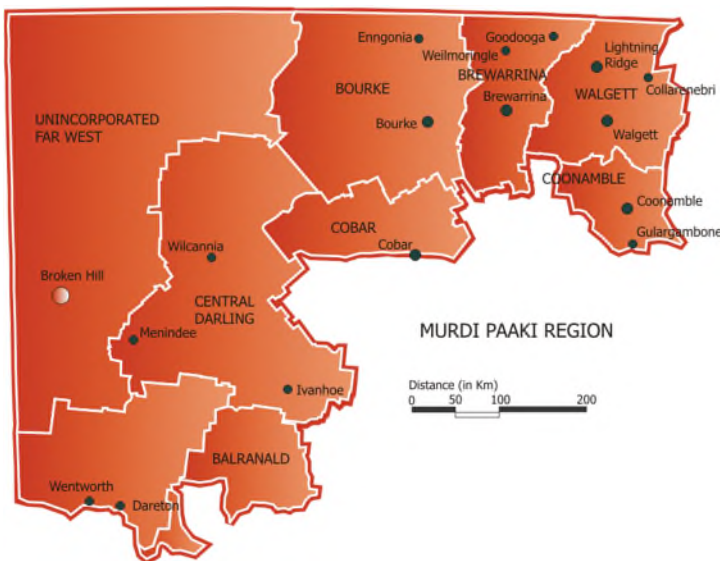 Enngonia
Goodooga
Weilmoringle
Lightning
Ridge
BREWARRINA
Collarenebri
BOURKE
WALGETT
Brewarrina
UNINCORPORATED
FAR WEST
Bourke
Walgett
COONAMBLE
Coonamble
COBAR
Gulargambone
Cobar
Wilcannia
Broken Hill
CENTRAL
DARLING
Menindee
MURDI PAAKI REGION
Distance (in Km)
0 50 100 200
Ivanhoe
BALRANALD
Wentworth
Dareton